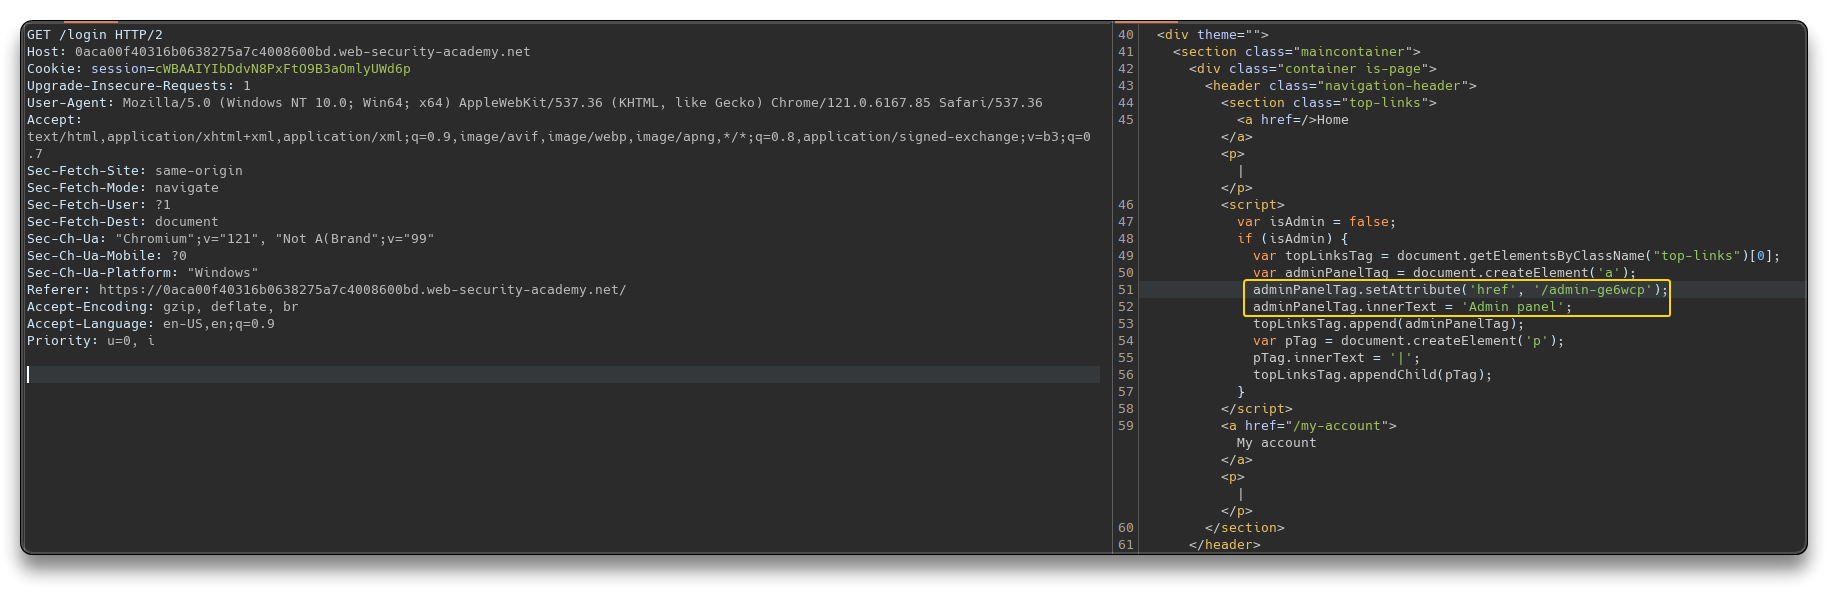 GET /login HTTP/2
Host: 0aca00f40316b0638275a7c4008600bd.web-security-academy.net
Cookie: session=cWBAAIYIbDdvN8PxFtO9B3aOmlyUWd6p
Upgrade-Insecure-Requests: 1
User-Agent: Mozilla/5.0 (Windows NT 10.0; Win64; x64) AppleWebKit/537.36 (KHTML, like Gecko) Chrome/121.0.6167.85 Safari/537.36
Accept:
text/html,application/xhtml+xml,application/xml;q=0.9,image/avif,image/webp,image/apng,*/*;q=0.8,application/signed-exchange;v=b3;q=0
.7
Sec-Fetch-Site: same-origin
Sec-Fetch-Mode: navigate
Sec-Fetch-User: ?1
Sec-Fetch-Dest: document
Sec-Ch-Ua: "Chromium";v="121", "Not A(Brand";v="99"
Sec-Ch-Ua-Mobile: ?0
Sec-Ch-Ua-Platform: "Windows"
Referer: https://0aca00f40316b0638275a7c4008600bd.web-security-academy.net/
Accept-Encoding: gzip, deflate, br
Accept-Language: en-US,en;q=0.9
Priority: u=0, i
40 <div theme="">
41 <section class="maincontainer">
42 <div class="container is-page">
43 <header class="navigation-header">
44 <section class="top-links">
45 <a href=/>Home
</a>
<p>
|
</p>
46 <script>
47 var isAdmin = false;
48 if (isAdmin) {
49 var topLinksTag = document.getElementsByClassName("top-links")[0];
50 var adminPanelTag = document.createElement('a');
51 adminPanelTag.setAttribute('href', '/admin-ge6wcp');
52 adminPanelTag.innerText = 'Admin panel';
53 topLinksTag.append(adminPanelTag);
54 var pTag = document.createElement('p');
55 pTag.innerText = '|';
56 topLinksTag.appendChild(pTag);
57 }
58 </script>
59 <a href="/my-account">
My account
</a>
<p>
|
</p>
60 </section>
61 </header>